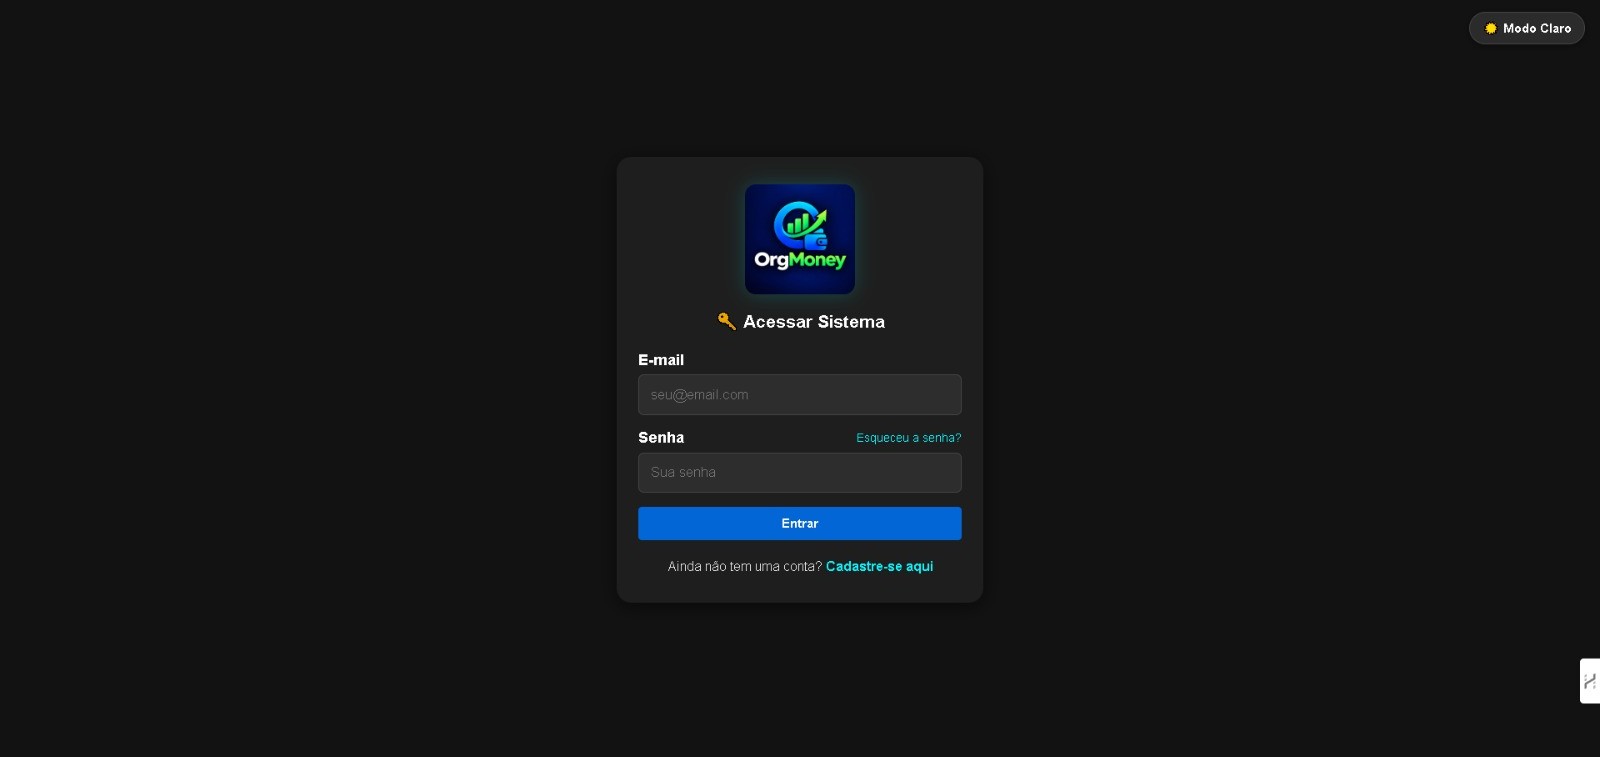 Modo Claro
OrgMoney
Acessar Sistema
E-mail
seu@email.com
Senha
Esqueceu a senha?
Sua senha
Entrar
Ainda não tem uma conta? Cadastre-se aqui